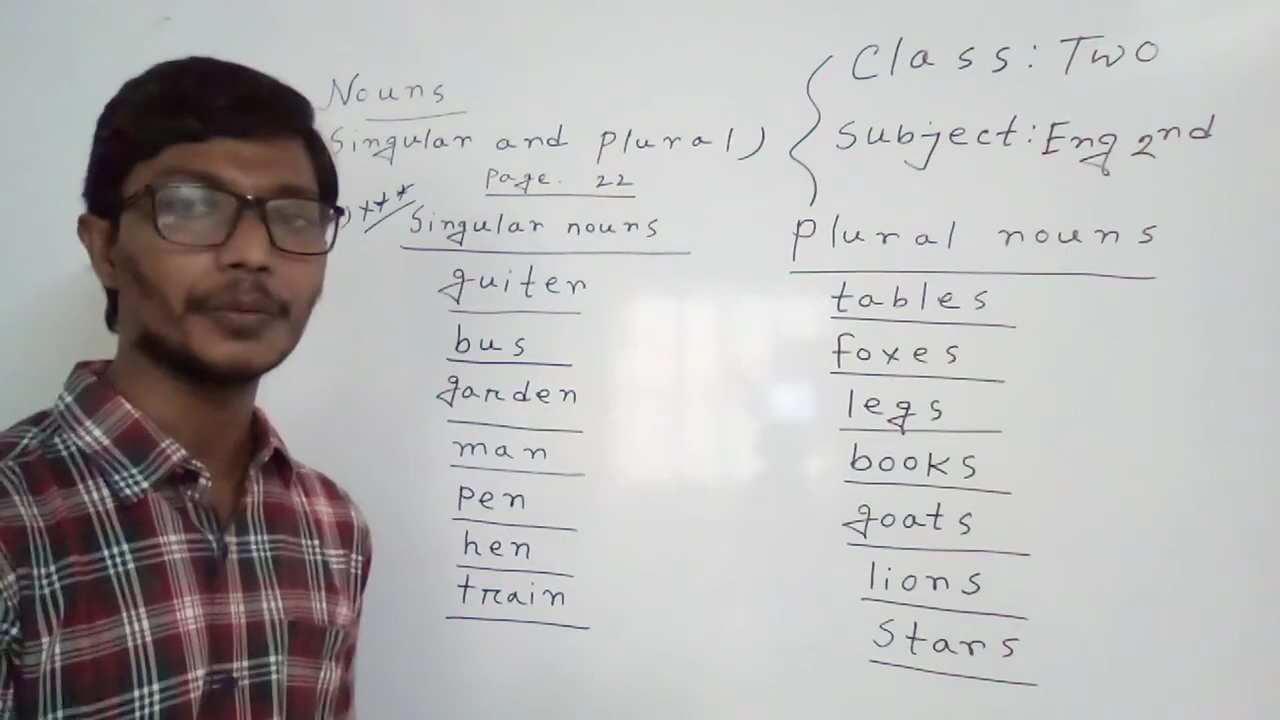 Nouns
Singular and Plural)
Page. 22
) Singular nouns
guiter
bus
garden
man
pen
hen
train
Class: Two
Subject: Eng 2nd
Plural nouns
tables
foxes
legs
books
goats
lions
Stars